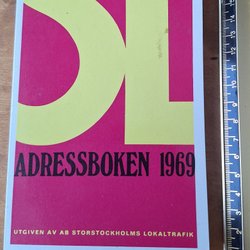 SL
ADRESSBOKEN 1969
UTGIVEN AV AB STORSTOCKHOLMS LOKALTRAFIK